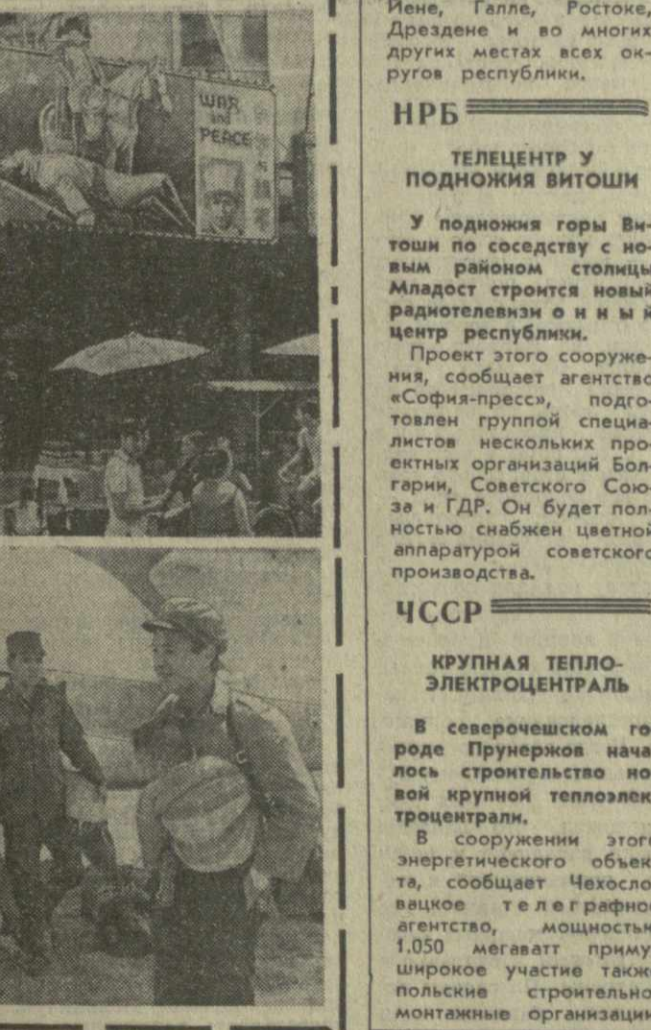 WAR
and
PEACE
Йене, Галле, Ростоке,
Дрездене и во многих
других местах всех ок-
ругов республики.
НРБ
ТЕЛЕЦЕНТР У
ПОДНОЖИЯ ВИТОШИ
У подножия горы Ви-
тоши по соседству с но-
вым районом столицы
Младост строится новый
радиотелевизи о н н ы й
центр республики.
Проект этого сооруже-
ния, сообщает агентство
«София-пресс», подго-
товлен группой специа-
листов нескольких про-
ектных организаций Бол-
гарии, Советского Сою-
за и ГДР. Он будет пол-
ностью снабжен цветной
аппаратурой советского
производства.
ЧССР
КРУПНАЯ ТЕПЛО-
ЭЛЕКТРОЦЕНТРАЛЬ
В северочешском го
роде Прунержов нача
лось строительство но
вой крупной теплоэлек
троцентрали.
В сооружении этого
энергетического объек
та, сообщает Чехосло
вацкое т е л е г рафное
агентство, мощностью
1.050 мегаватт приму
широкое участие также
польские строительно
монтажные организации